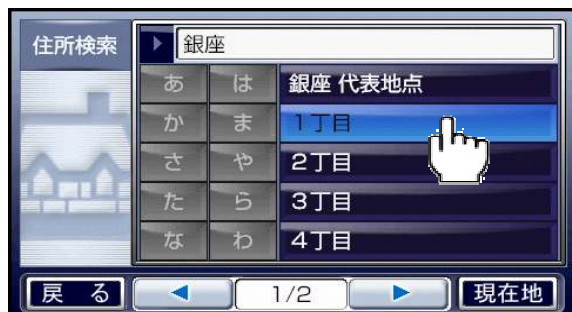 住所検索
銀座
あ は 銀座 代表地点
か ま 1丁目
さ や 2丁目
た ら 3丁目
な わ 4丁目
戻 る 1/2 現在地